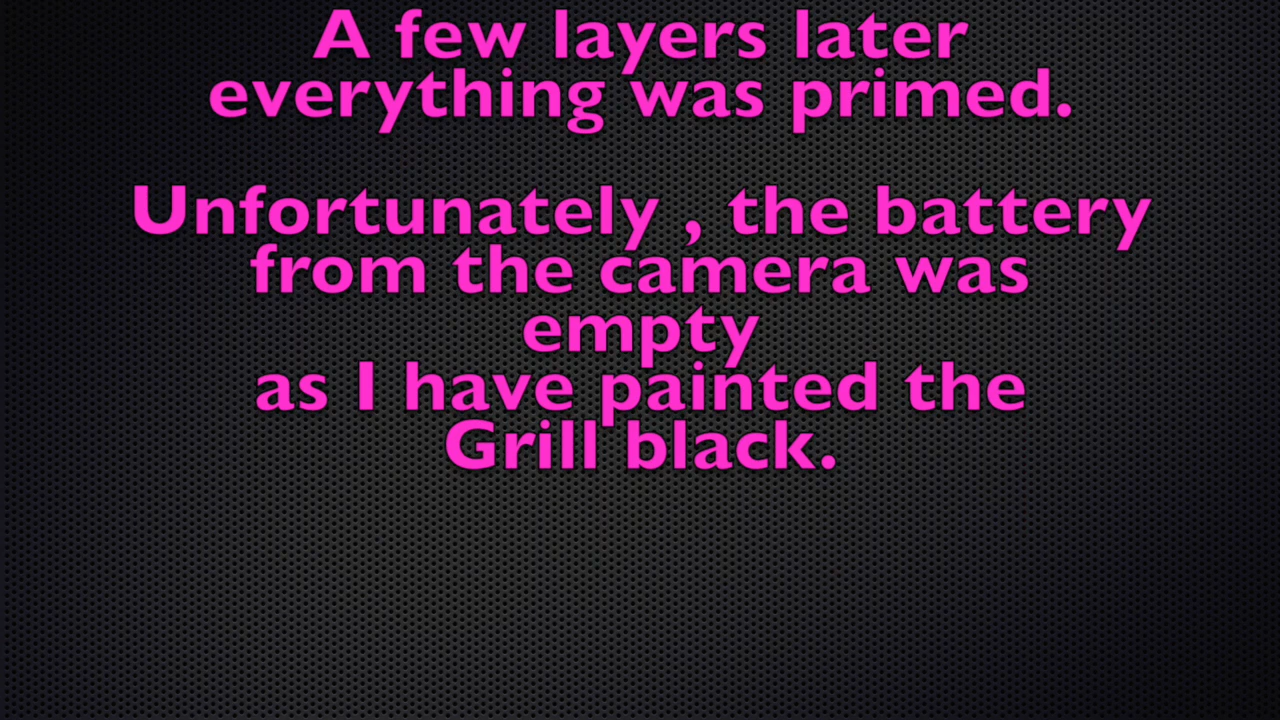 A few layers later
everything was primed.
Unfortunately , the battery
from the camera was
empty
as I have painted the
Grill black.